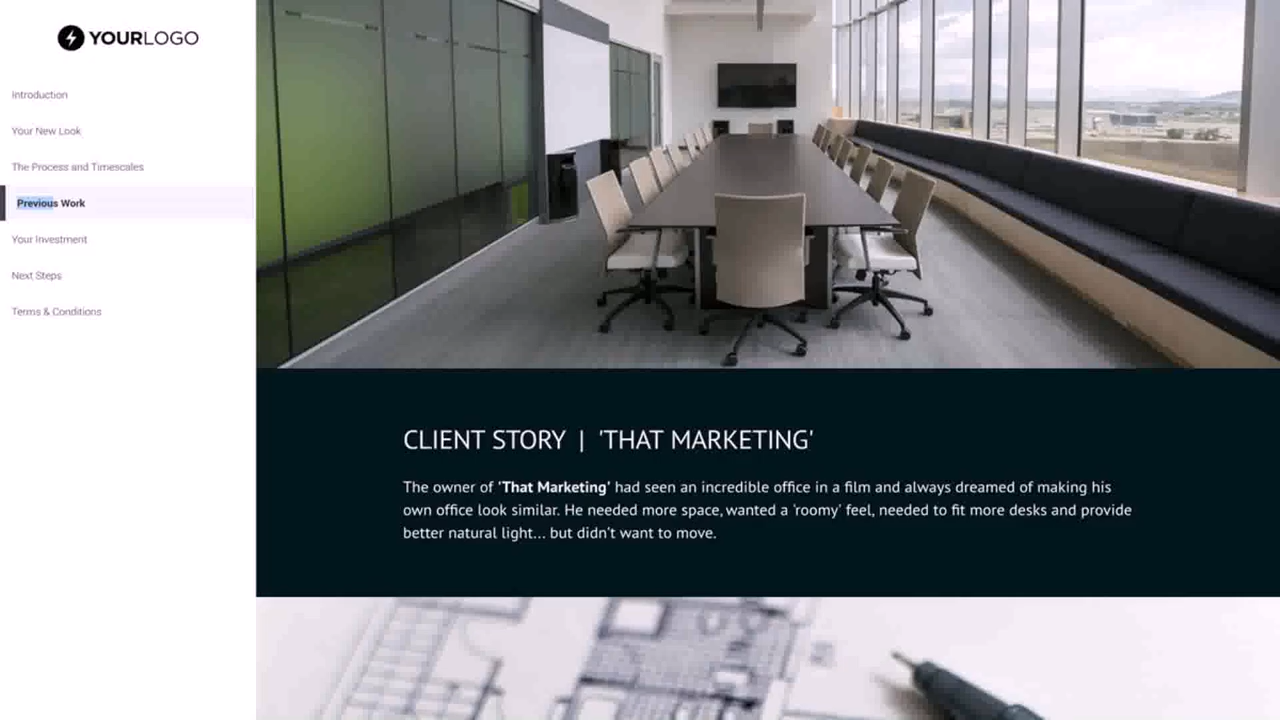 YOURLOGO
Introduction
Your New Look
The Process and Timescales
Previous Work
Your Investment
Next Steps
Terms & Conditions
CLIENT STORY | 'THAT MARKETING'
The owner of 'That Marketing' had seen an incredible office in a film and always dreamed of making his
own office look similar. He needed more space, wanted a 'roomy' feel, needed to fit more desks and provide
better natural light... but didn't want to move.